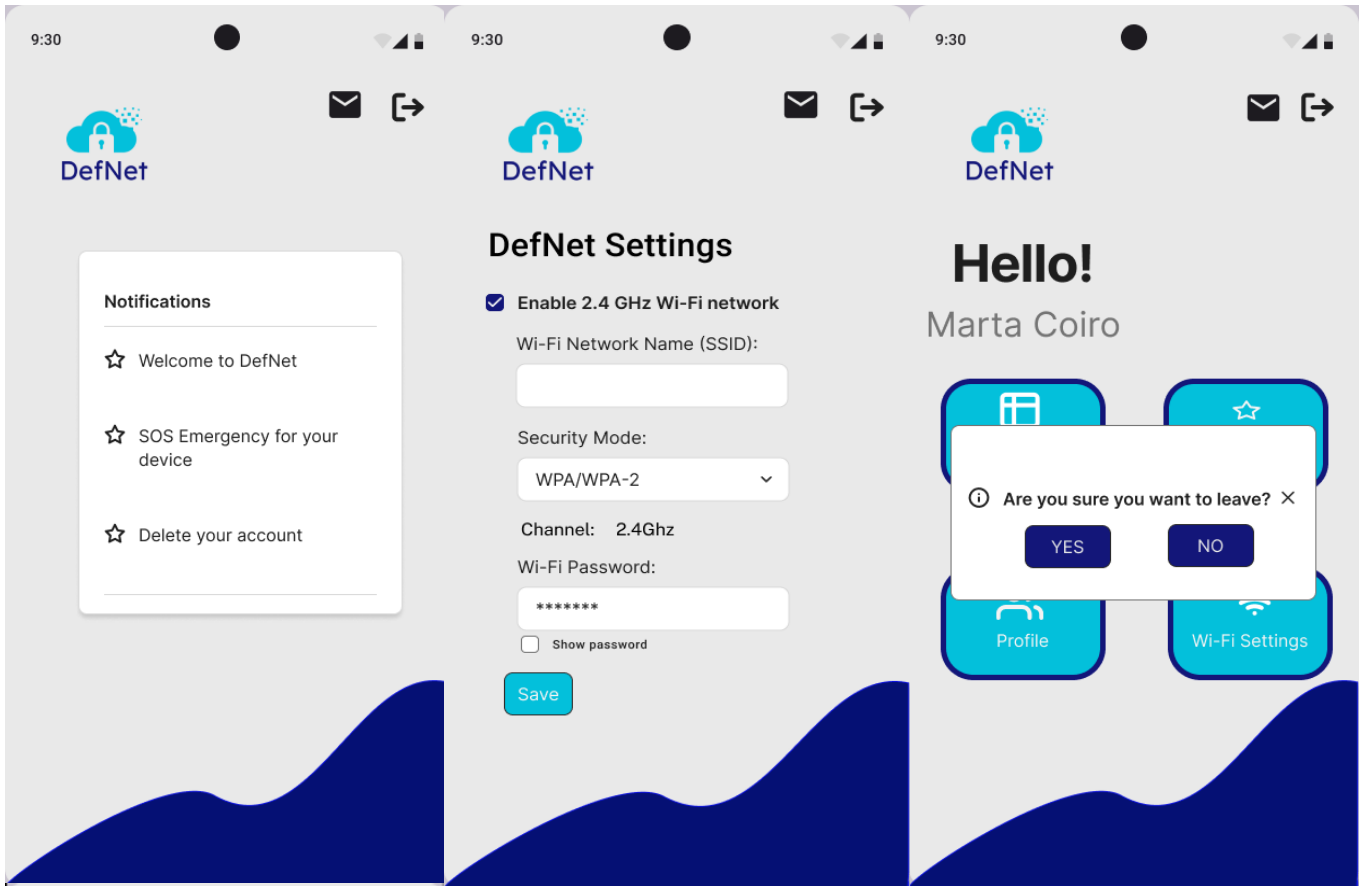 9:30
DefNet
Notifications
Welcome to DefNet
SOS Emergency for your
device
Delete your account
9:30
DefNet
DefNet Settings
Enable 2.4 GHz Wi-Fi network
Wi-Fi Network Name (SSID):
Security Mode:
WPA/WPA-2
Channel: 2.4Ghz
Wi-Fi Password:
*******
Show password
Save
9:30
DefNet
Hello!
Marta Coiro
Are you sure you want to leave?
YES NO
Profile Wi-Fi Settings